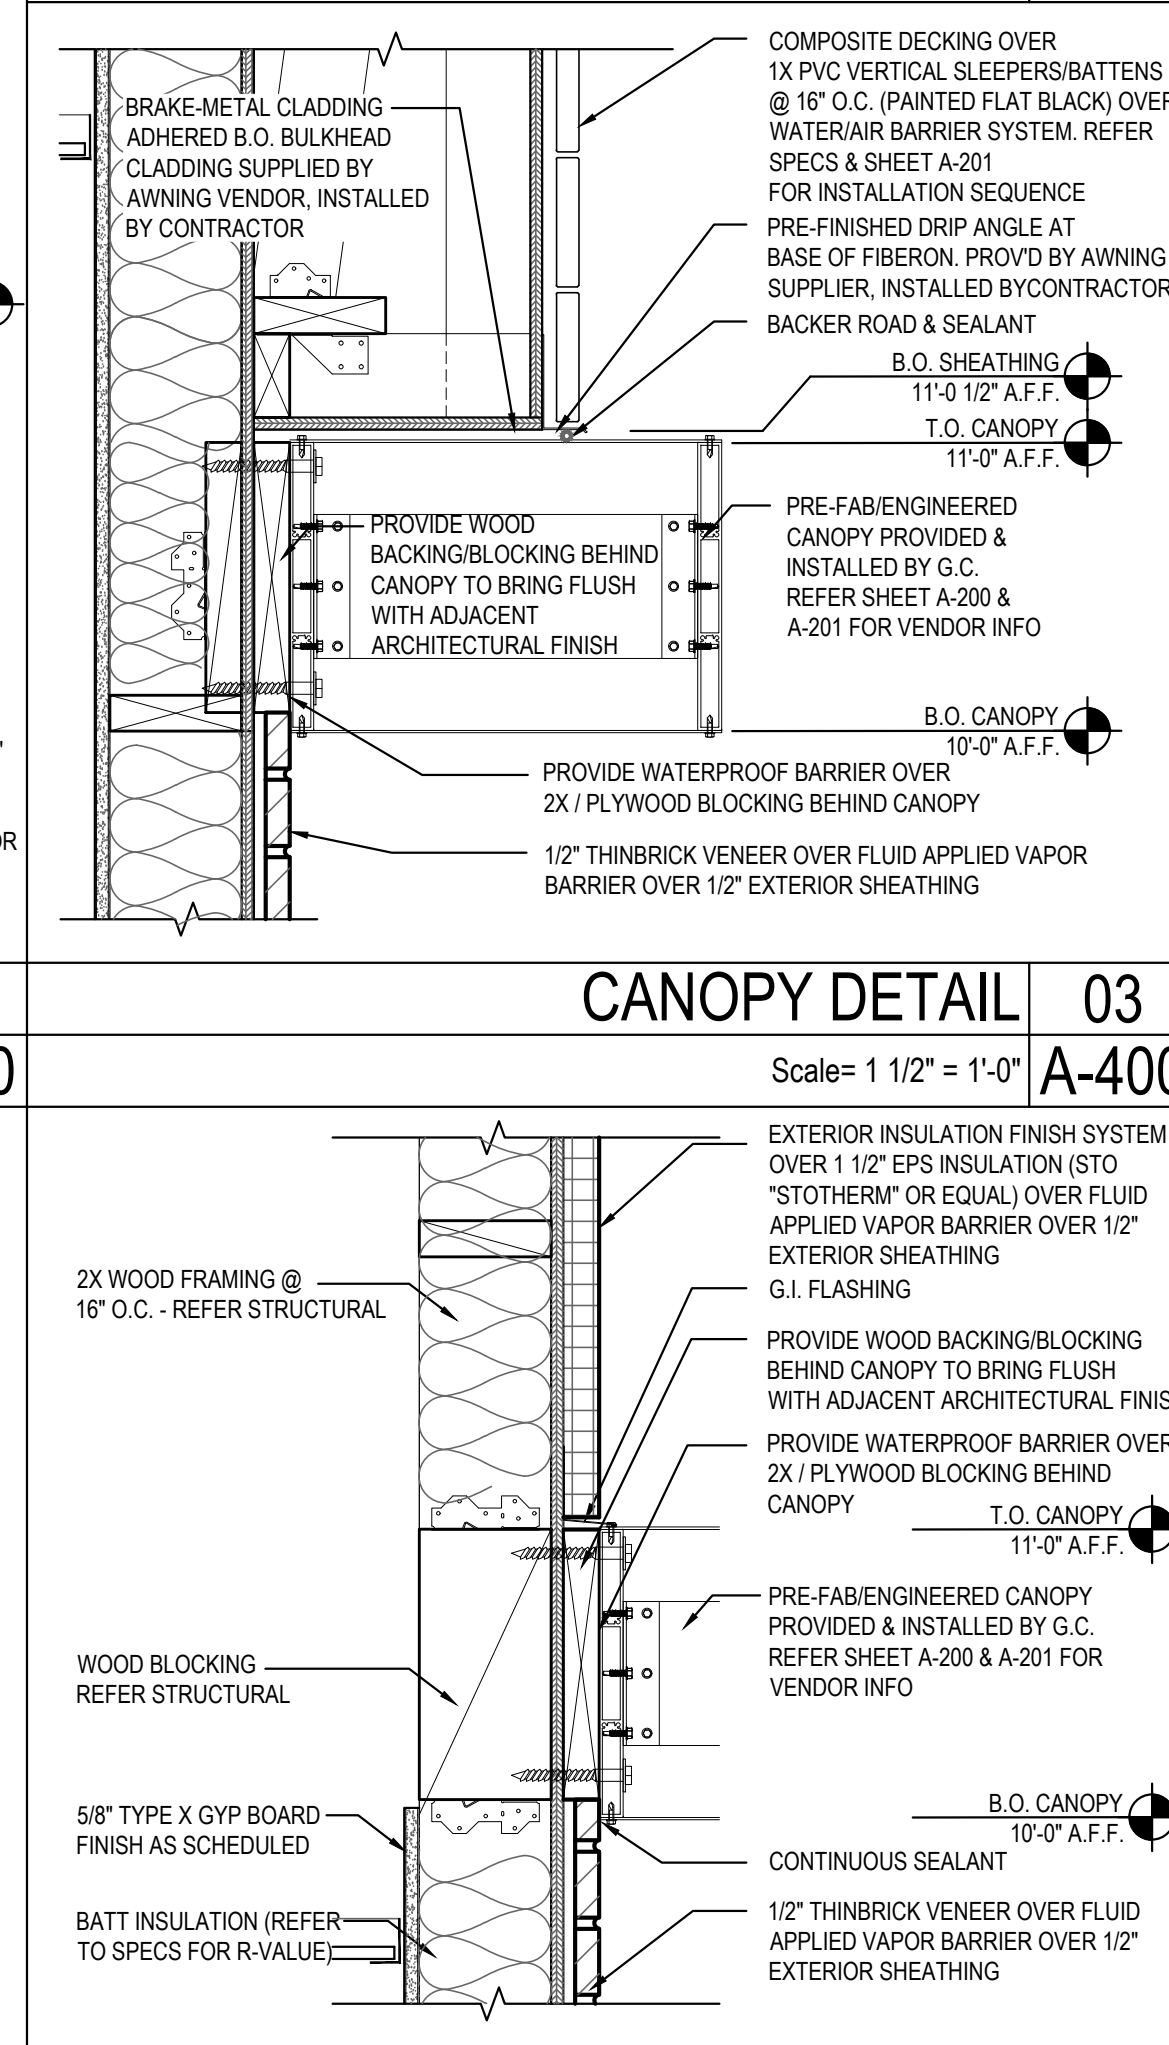 COMPOSITE DECKING OVER
1X PVC VERTICAL SLEEPERS/BATTENS
@ 16" O.C. (PAINTED FLAT BLACK) OVER
WATER/AIR BARRIER SYSTEM. REFER
SPECS & SHEET A-201
FOR INSTALLATION SEQUENCE
BRAKE-METAL CLADDING
ADHERED B.O. BULKHEAD
CLADDING SUPPLIED BY
AWNING VENDOR, INSTALLED
BY CONTRACTOR
PRE-FINISHED DRIP ANGLE AT
BASE OF FIBERON. PROV'D BY AWNING
SUPPLIER, INSTALLED BYCONTRACTOR
BACKER ROAD & SEALANT
B.O. SHEATHING
11'-0 1/2" A.F.F.
T.O. CANOPY
11'-0" A.F.F.
PROVIDE WOOD
BACKING/BLOCKING BEHIND
CANOPY TO BRING FLUSH
WITH ADJACENT
ARCHITECTURAL FINISH
PRE-FAB/ENGINEERED
CANOPY PROVIDED &
INSTALLED BY G.C.
REFER SHEET A-200 &
A-201 FOR VENDOR INFO
B.O. CANOPY
10'-0" A.F.F.
PROVIDE WATERPROOF BARRIER OVER
2X / PLYWOOD BLOCKING BEHIND CANOPY
1/2" THINBRICK VENEER OVER FLUID APPLIED VAPOR
BARRIER OVER 1/2" EXTERIOR SHEATHING
"
OR
CANOPY DETAIL
03
0
Scale= 1 1/2" = 1'-0"
A-400
EXTERIOR INSULATION FINISH SYSTEM
OVER 1 1/2" EPS INSULATION (STO
"STOTHERM" OR EQUAL) OVER FLUID
APPLIED VAPOR BARRIER OVER 1/2"
EXTERIOR SHEATHING
G.I. FLASHING
2X WOOD FRAMING @
16" O.C. - REFER STRUCTURAL
PROVIDE WOOD BACKING/BLOCKING
BEHIND CANOPY TO BRING FLUSH
WITH ADJACENT ARCHITECTURAL FINIS
PROVIDE WATERPROOF BARRIER OVER
2X / PLYWOOD BLOCKING BEHIND
CANOPY
T.O. CANOPY
11'-0" A.F.F.
PRE-FAB/ENGINEERED CANOPY
PROVIDED & INSTALLED BY G.C.
REFER SHEET A-200 & A-201 FOR
VENDOR INFO
WOOD BLOCKING
REFER STRUCTURAL
B.O. CANOPY
10'-0" A.F.F.
5/8" TYPE X GYP BOARD
FINISH AS SCHEDULED
CONTINUOUS SEALANT
BATT INSULATION (REFER
TO SPECS FOR R-VALUE)
1/2" THINBRICK VENEER OVER FLUID
APPLIED VAPOR BARRIER OVER 1/2"
EXTERIOR SHEATHING